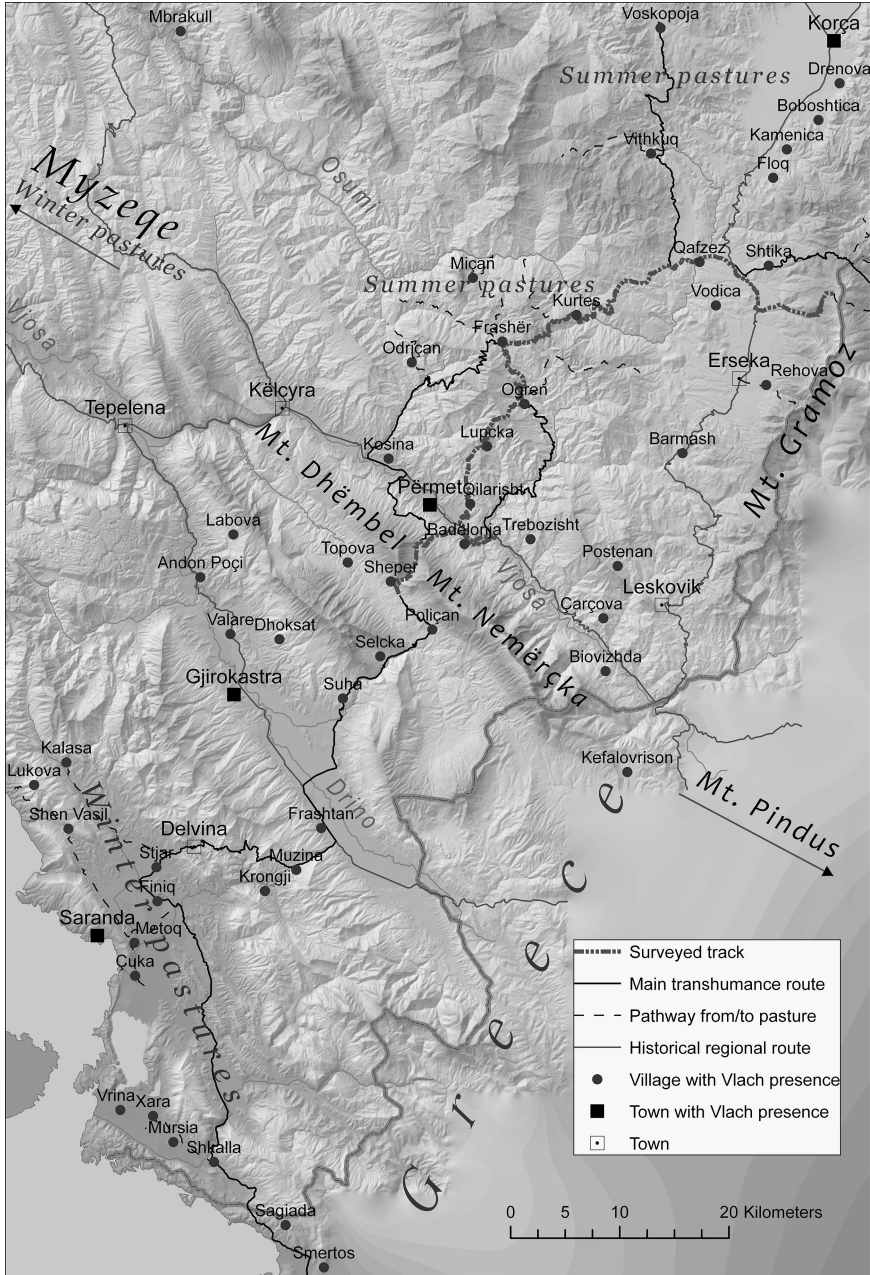 Mbrakull
Voskopoja
Korça
Summer pastures
Drenova
Boboshtica
Vithkuq
Kamenica
Floq
Myzeqe
Winter pastures
Osumi
Qafzez
Shtika
Miçan
Summer pastures
Kurtes
Vodica
Vjosa
Frashër
Odriçan
Erseka
Rehova
Këlcyra
Ogren
Tepelena
Mt. Gramoz
Lupcka
Barmash
Kosina
Mt. Dhëmbel
Përmet
Qilarisht
Labova
Badëlonja
Trebozisht
Topova
Postenan
Andon Poçi
Sheper
Vjosa
Leskovik
Mt. Nemërçka
Çarçova
Valare
Dhoksat
Poliçan
Selcka
Biovizhda
Gjirokastra
Suha
Kalasa
Lukova
Kefalovrison
Mt. Pindus
Winter pastures
Drino
Shen Vasil
Frashtan
Delvina
Stjar
Muzina
Krongji
Finiq
Saranda
Metoq
Çuka
Greece
Surveyed track
Main transhumance route
Pathway from/to pasture
Historical regional route
Village with Vlach presence
Town with Vlach presence
Town
Vrina
Xara
Mursia
Shkalla
Sagiada
Smertos
0 5 10 20 Kilometers